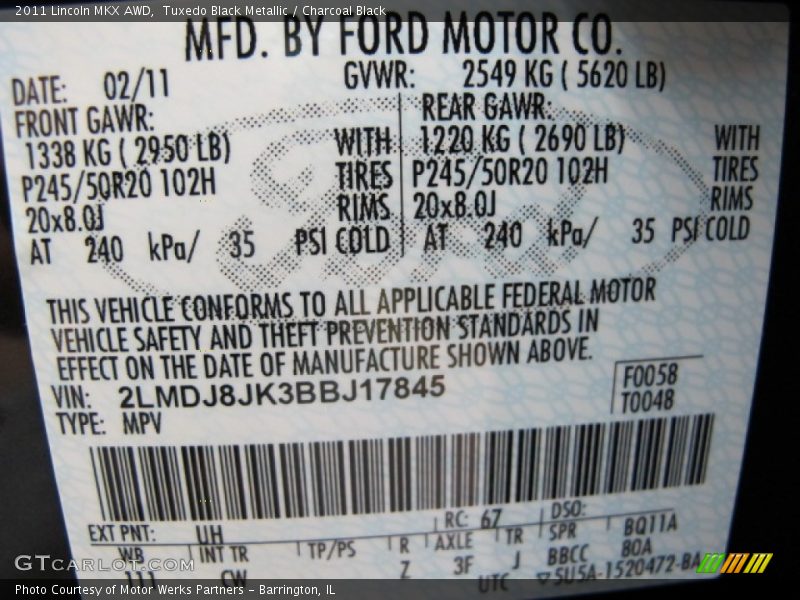 2011 Lincoln MKX AWD, Tuxedo Black Metallic / Charcoal Black
MFD. BY FORD MOTOR CO.
DATE: 02/11 GVWR: 2549 KG ( 5620 LB)
FRONT GAWR: REAR GAWR:
1338 KG ( 2950 LB) WITH 1220 KG ( 2690 LB) WITH
P245/50R20 102H TIRES P245/50R20 102H TIRES
20x8.0J RIMS 20x8.0J RIMS
AT 240 kPa/ 35 PSI COLD AT 240 kPa/ 35 PSI COLD
Ford
THIS VEHICLE CONFORMS TO ALL APPLICABLE FEDERAL MOTOR
VEHICLE SAFETY AND THEFT PREVENTION STANDARDS IN
EFFECT ON THE DATE OF MANUFACTURE SHOWN ABOVE.
VIN: 2LMDJ8JK3BBJ17845 F0058
TYPE: MPV T0048
EXT PNT: UH RC: 67 DSO:
WB INT TR TP/PS R AXLE TR SPR BQ11A
CW Z 3F J BBCC 80A
UTC ▽5U5A-1520472-BA
GTCarLot.com
Photo Courtesy of Motor Werks Partners - Barrington, IL